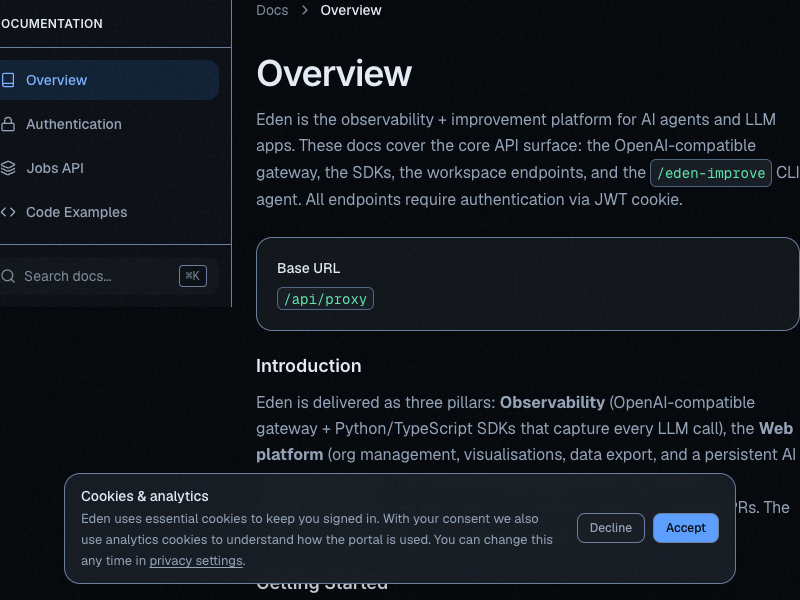 OCUMENTATION
Overview
Authentication
Jobs API
Code Examples
Search docs...
⌘K
Docs > Overview
Overview
Eden is the observability + improvement platform for AI agents and LLM
apps. These docs cover the core API surface: the OpenAI-compatible
gateway, the SDKs, the workspace endpoints, and the /eden-improve CLI
agent. All endpoints require authentication via JWT cookie.
Base URL
/api/proxy
Introduction
Eden is delivered as three pillars: Observability (OpenAI-compatible
gateway + Python/TypeScript SDKs that capture every LLM call), the Web
platform (org management, visualisations, data export, and a persistent AI
PRs. The
Cookies & analytics
Eden uses essential cookies to keep you signed in. With your consent we also
use analytics cookies to understand how the portal is used. You can change this
any time in privacy settings.
Decline
Accept
Getting Started